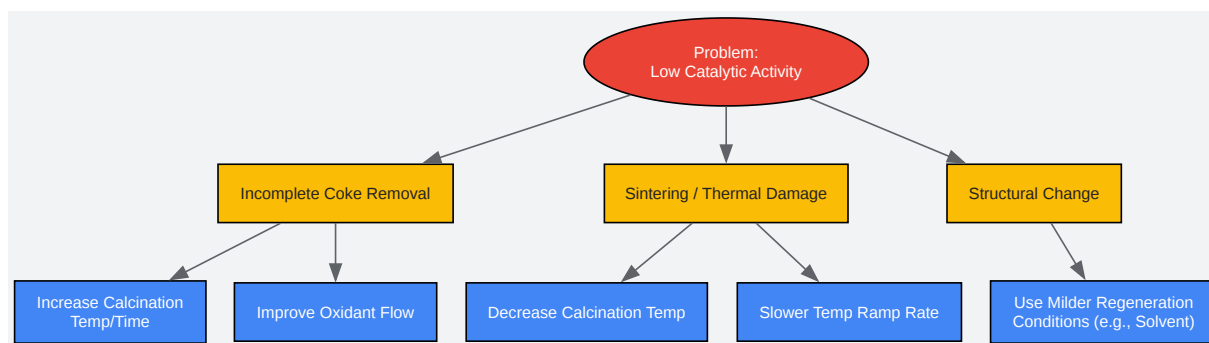 Problem:
Low Catalytic Activity
Incomplete Coke Removal
Sintering / Thermal Damage
Structural Change
Increase Calcination
Temp/Time
Improve Oxidant Flow
Decrease Calcination Temp
Slower Temp Ramp Rate
Use Milder Regeneration
Conditions (e.g., Solvent)